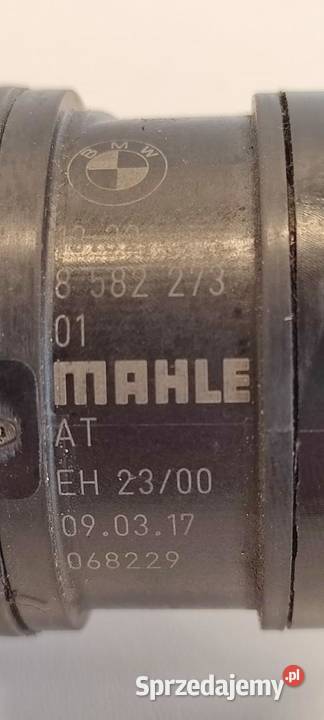 BMW
8 582 273
01
MAHLE
AT
EH 23/00
09.03.17
068229
Sprzedajemy.pl